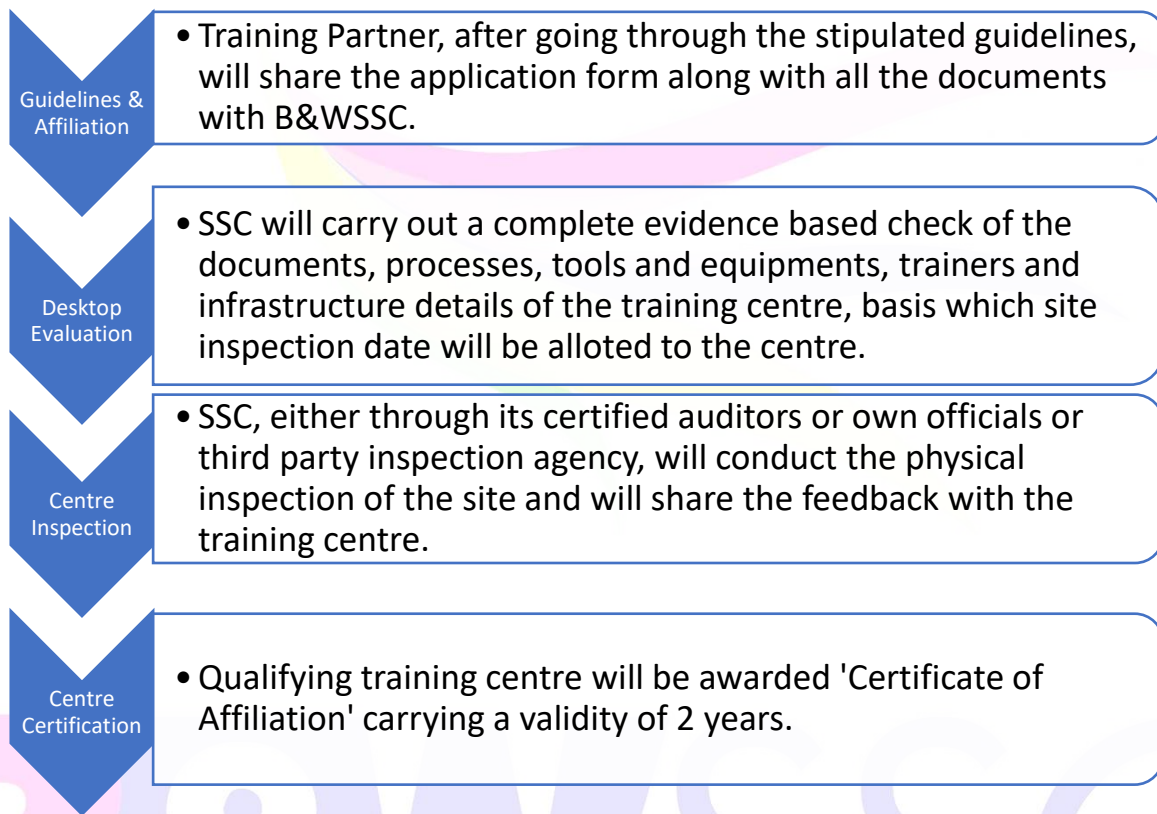 Guidelines &
Affiliation
• Training Partner, after going through the stipulated guidelines,
will share the application form along with all the documents
with B&WSSC.
Desktop
Evaluation
• SSC will carry out a complete evidence based check of the
documents, processes, tools and equipments, trainers and
infrastructure details of the training centre, basis which site
inspection date will be alloted to the centre.
Centre
Inspection
• SSC, either through its certified auditors or own officials or
third party inspection agency, will conduct the physical
inspection of the site and will share the feedback with the
training centre.
Centre
Certification
• Qualifying training centre will be awarded 'Certificate of
Affiliation' carrying a validity of 2 years.